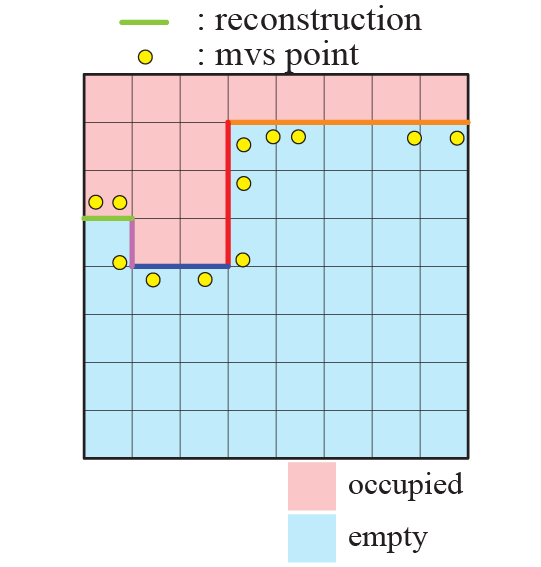 : reconstruction
: mvs point
occupied
empty